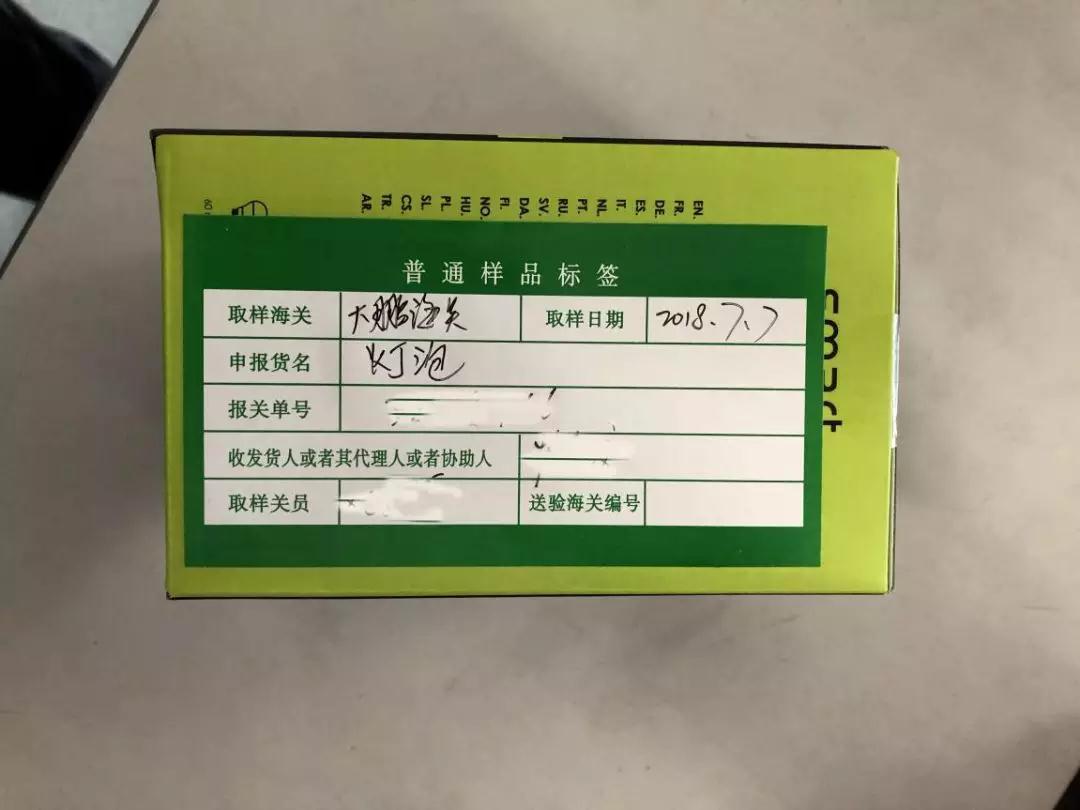 EN.
FR.
DE.
ES.
IT.
NL.
PT.
RU.
SV.
DA.
FI.
NO.
HU.
PL.
SL.
CS.
TR.
AR.
60
smart
普通样品标签
取样海关 大鹏海关 取样日期 2018.7.7
申报货名 灯泡
报关单号
收发货人或者其代理人或者协助人
取样关员 送验海关编号